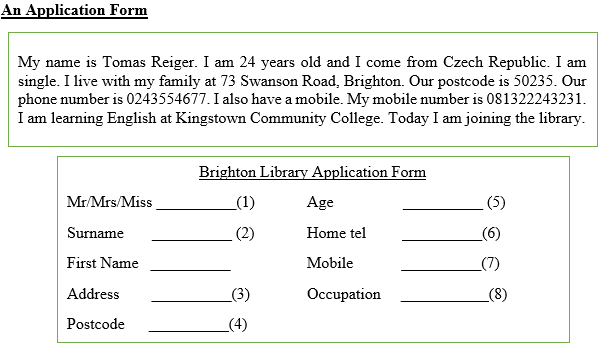 An Application Form
My name is Tomas Reiger. I am 24 years old and I come from Czech Republic. I am
single. I live with my family at 73 Swanson Road, Brighton. Our postcode is 50235. Our
phone number is 0243554677. I also have a mobile. My mobile number is 081322243231.
I am learning English at Kingstown Community College. Today I am joining the library.
Brighton Library Application Form
Mr/Mrs/Miss __________(1) Age __________ (5)
Surname __________ (2) Home tel __________(6)
First Name __________ Mobile __________(7)
Address __________(3) Occupation __________(8)
Postcode __________(4)